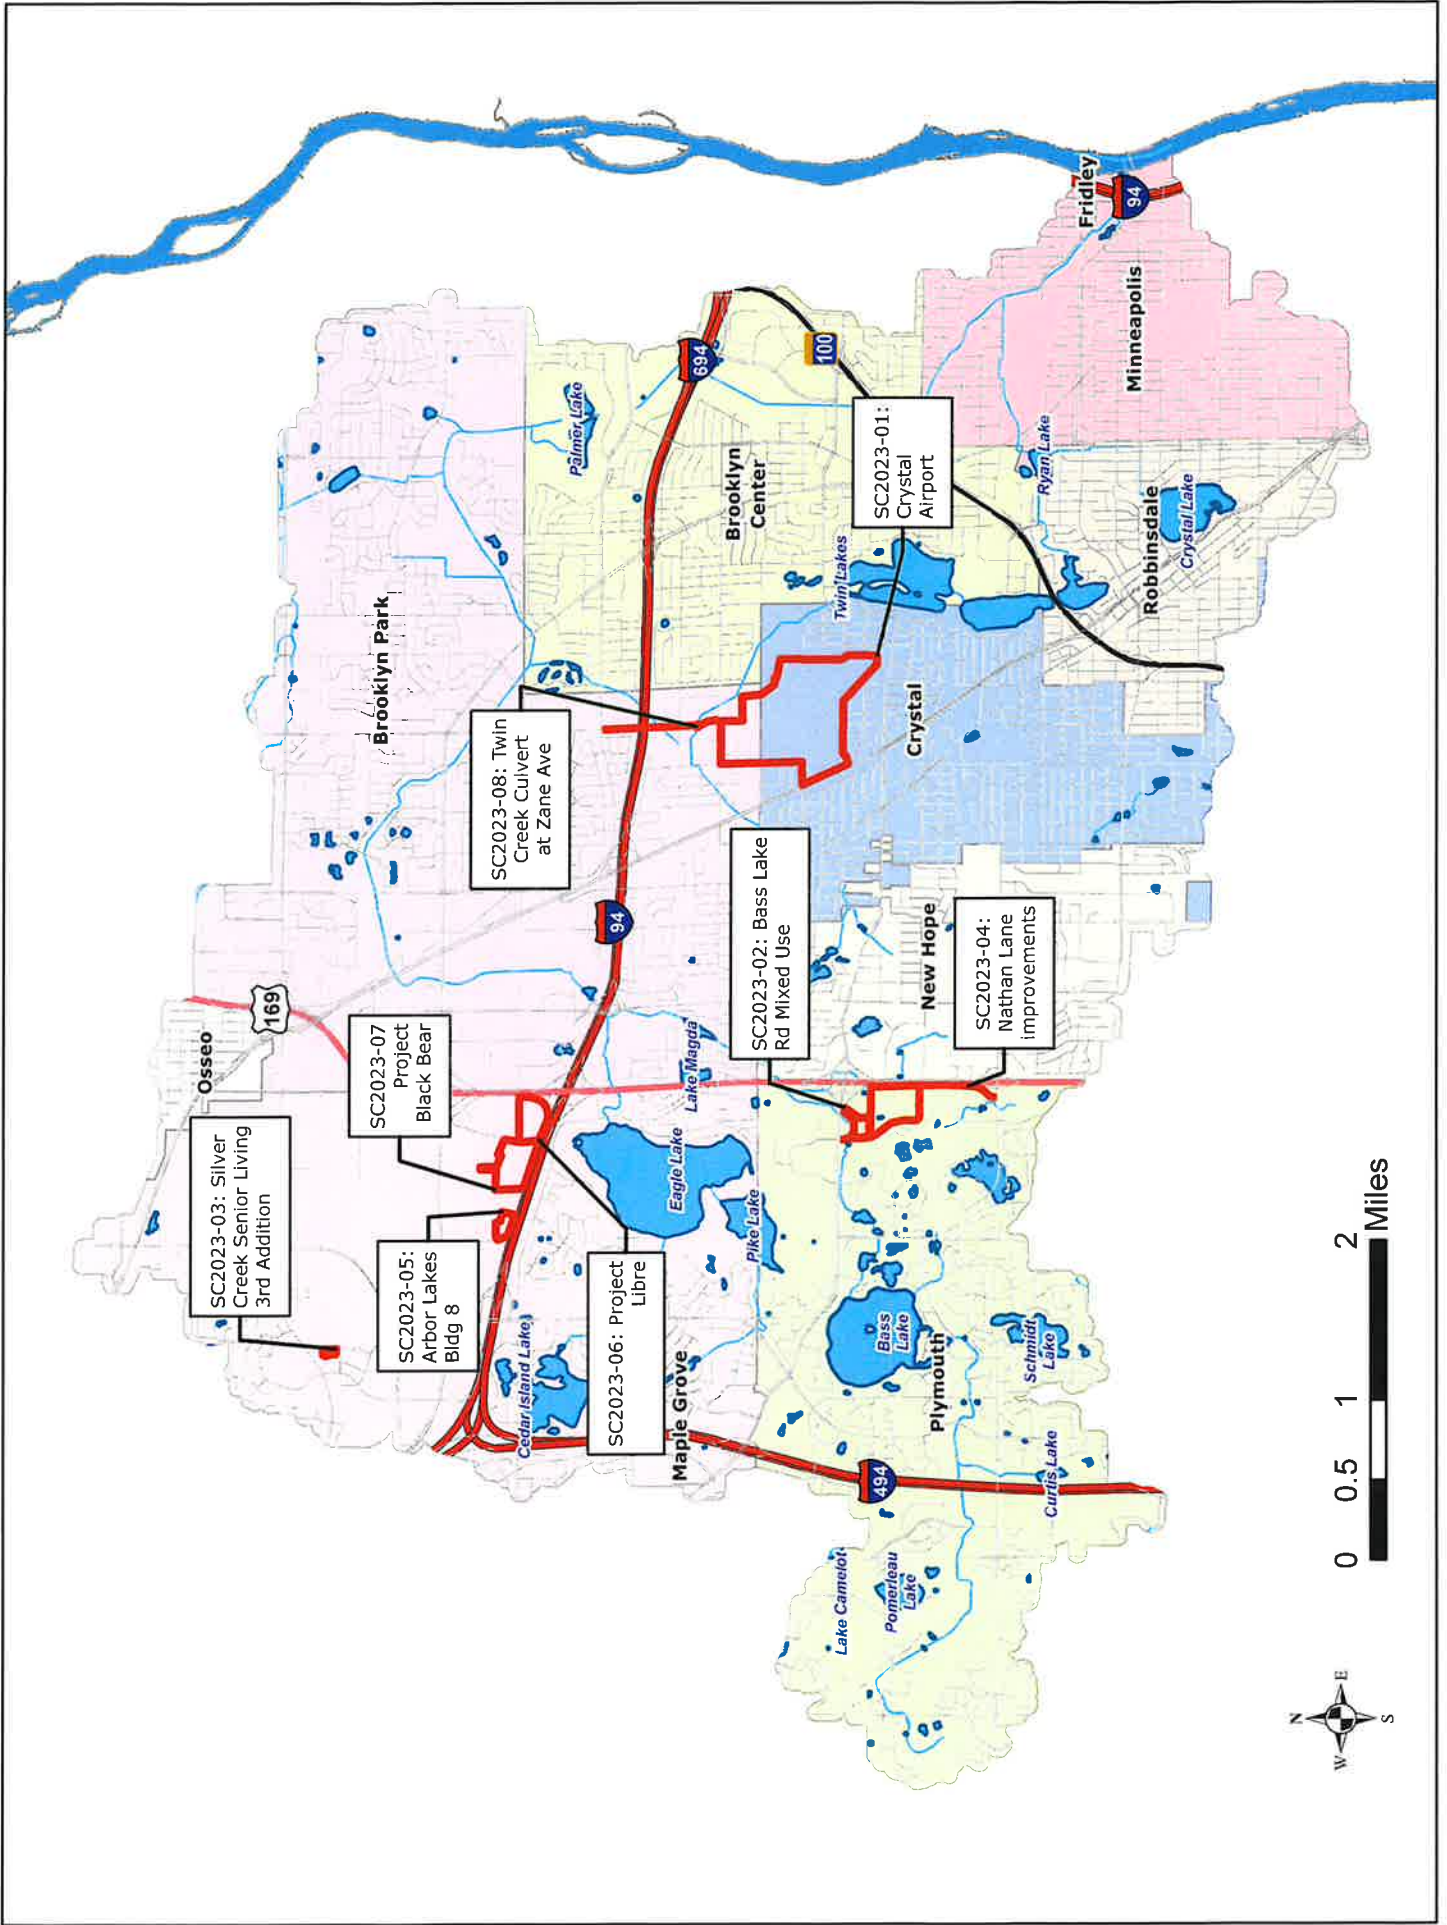 Osseo
169
SC2023-03: Silver
Creek Senior Living
3rd Addition
SC2023-07
Project
Black Bear
SC2023-05:
Arbor Lakes
Bldg 8
Brooklyn Park
SC2023-08: Twin
Creek Culvert
at Zane Ave
Palmer Lake
Cedar Island Lake
94
SC2023-06: Project
Libre
694
Eagle Lake
Lake Magda
Maple Grove
Pike Lake
Brooklyn
Center
SC2023-02: Bass Lake
Rd Mixed Use
100
Twin Lakes
SC2023-01:
Crystal
Airport
494
Lake Camelot
Pomerleau
Lake
Bass
Lake
Plymouth
New Hope
Crystal
SC2023-04:
Nathan Lane
improvements
Schmidt
Lake
Curtis Lake
Ryan Lake
Fridley
94
Minneapolis
Robbinsdale
Crystal Lake
N
W
E
S
0
0.5
1
2
Miles